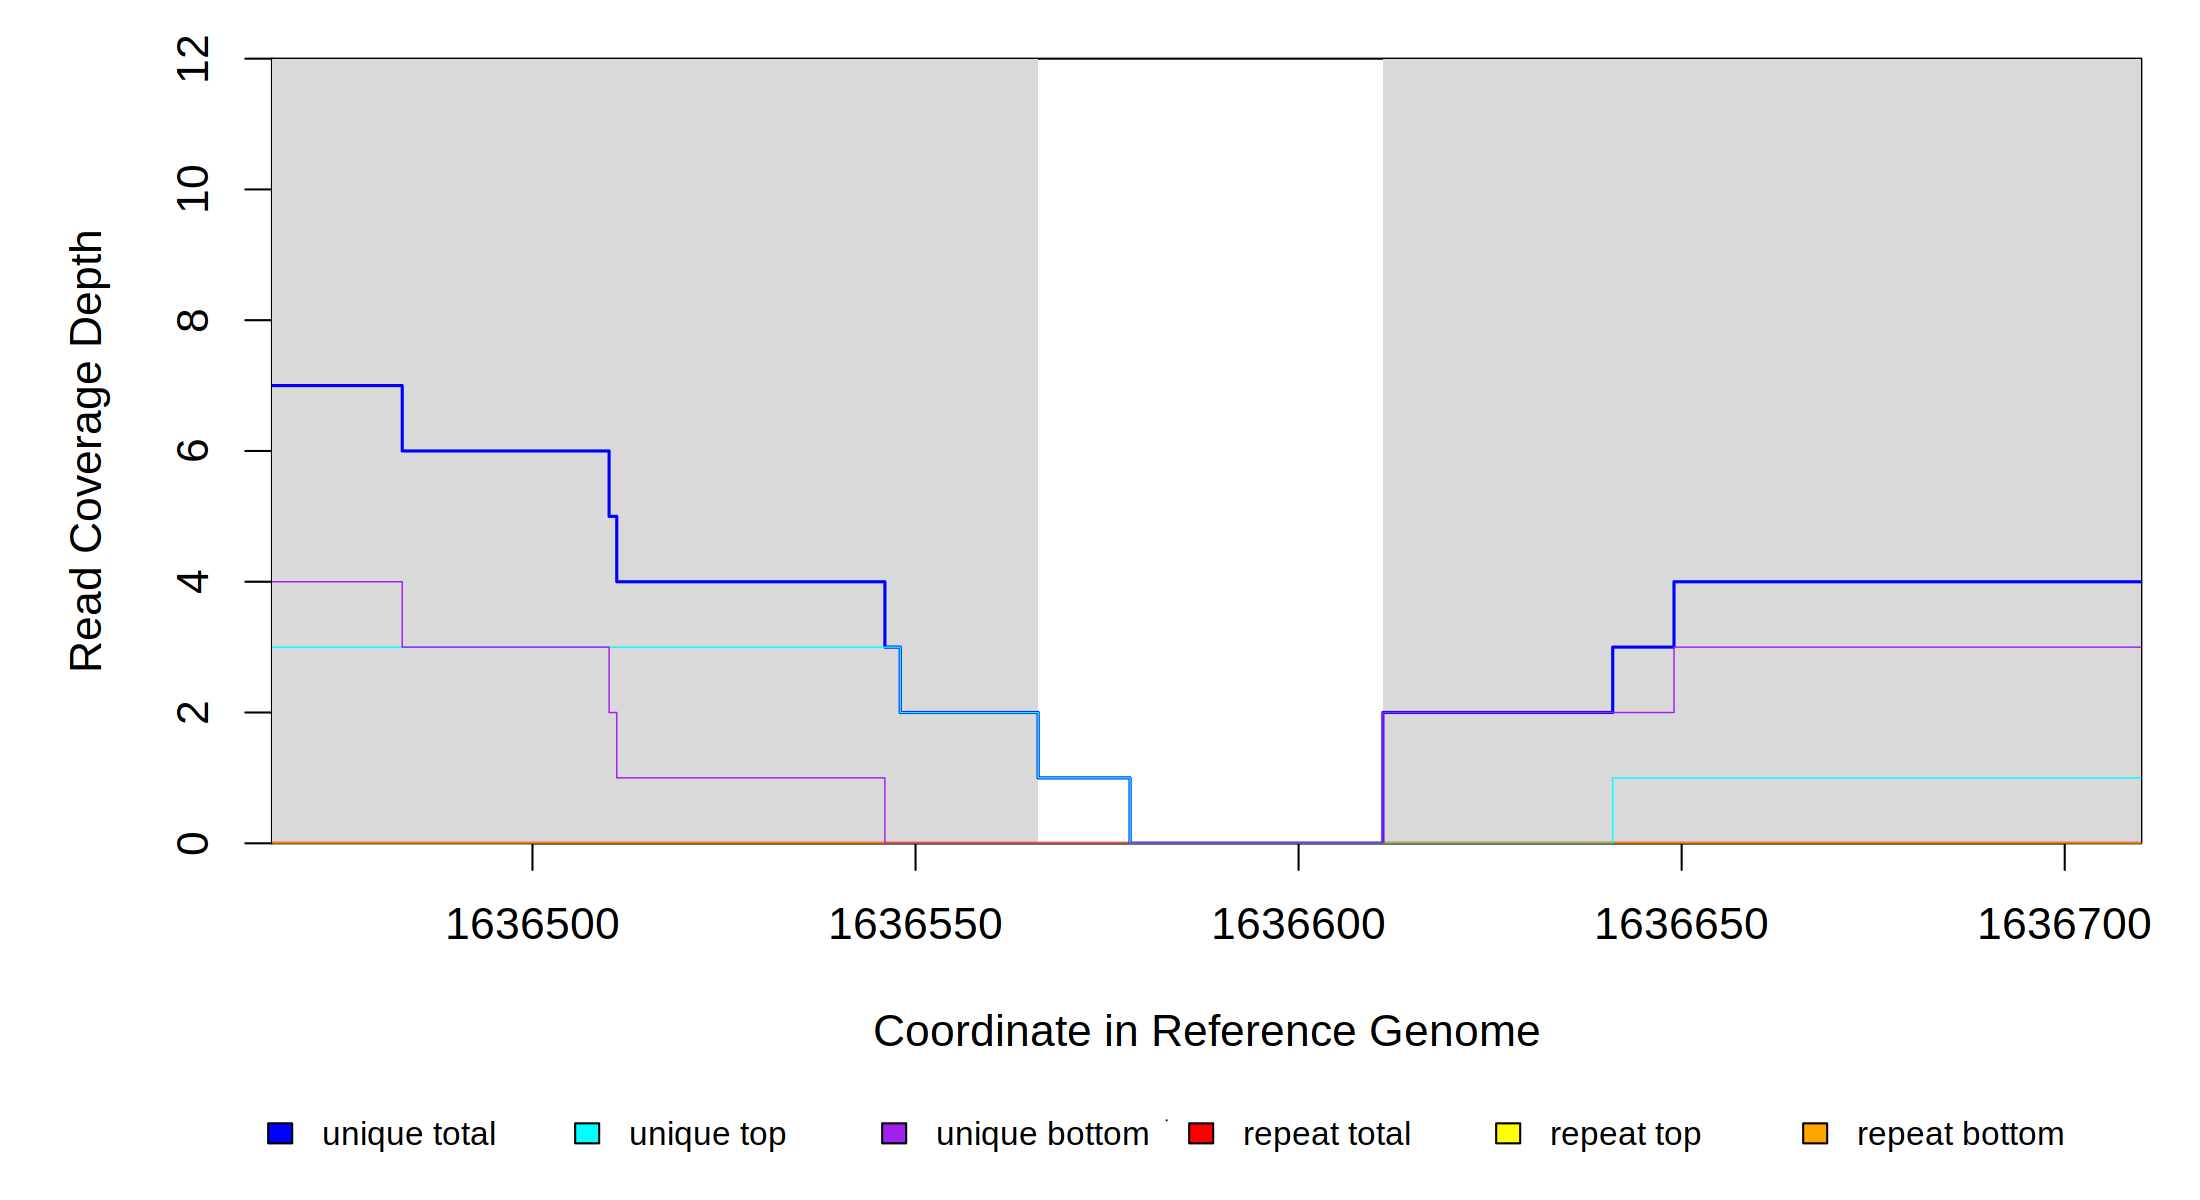 12
10
8
6
4
2
0
Read Coverage Depth
1636500 1636550 1636600 1636650 1636700
Coordinate in Reference Genome
unique total unique top unique bottom repeat total repeat top repeat bottom